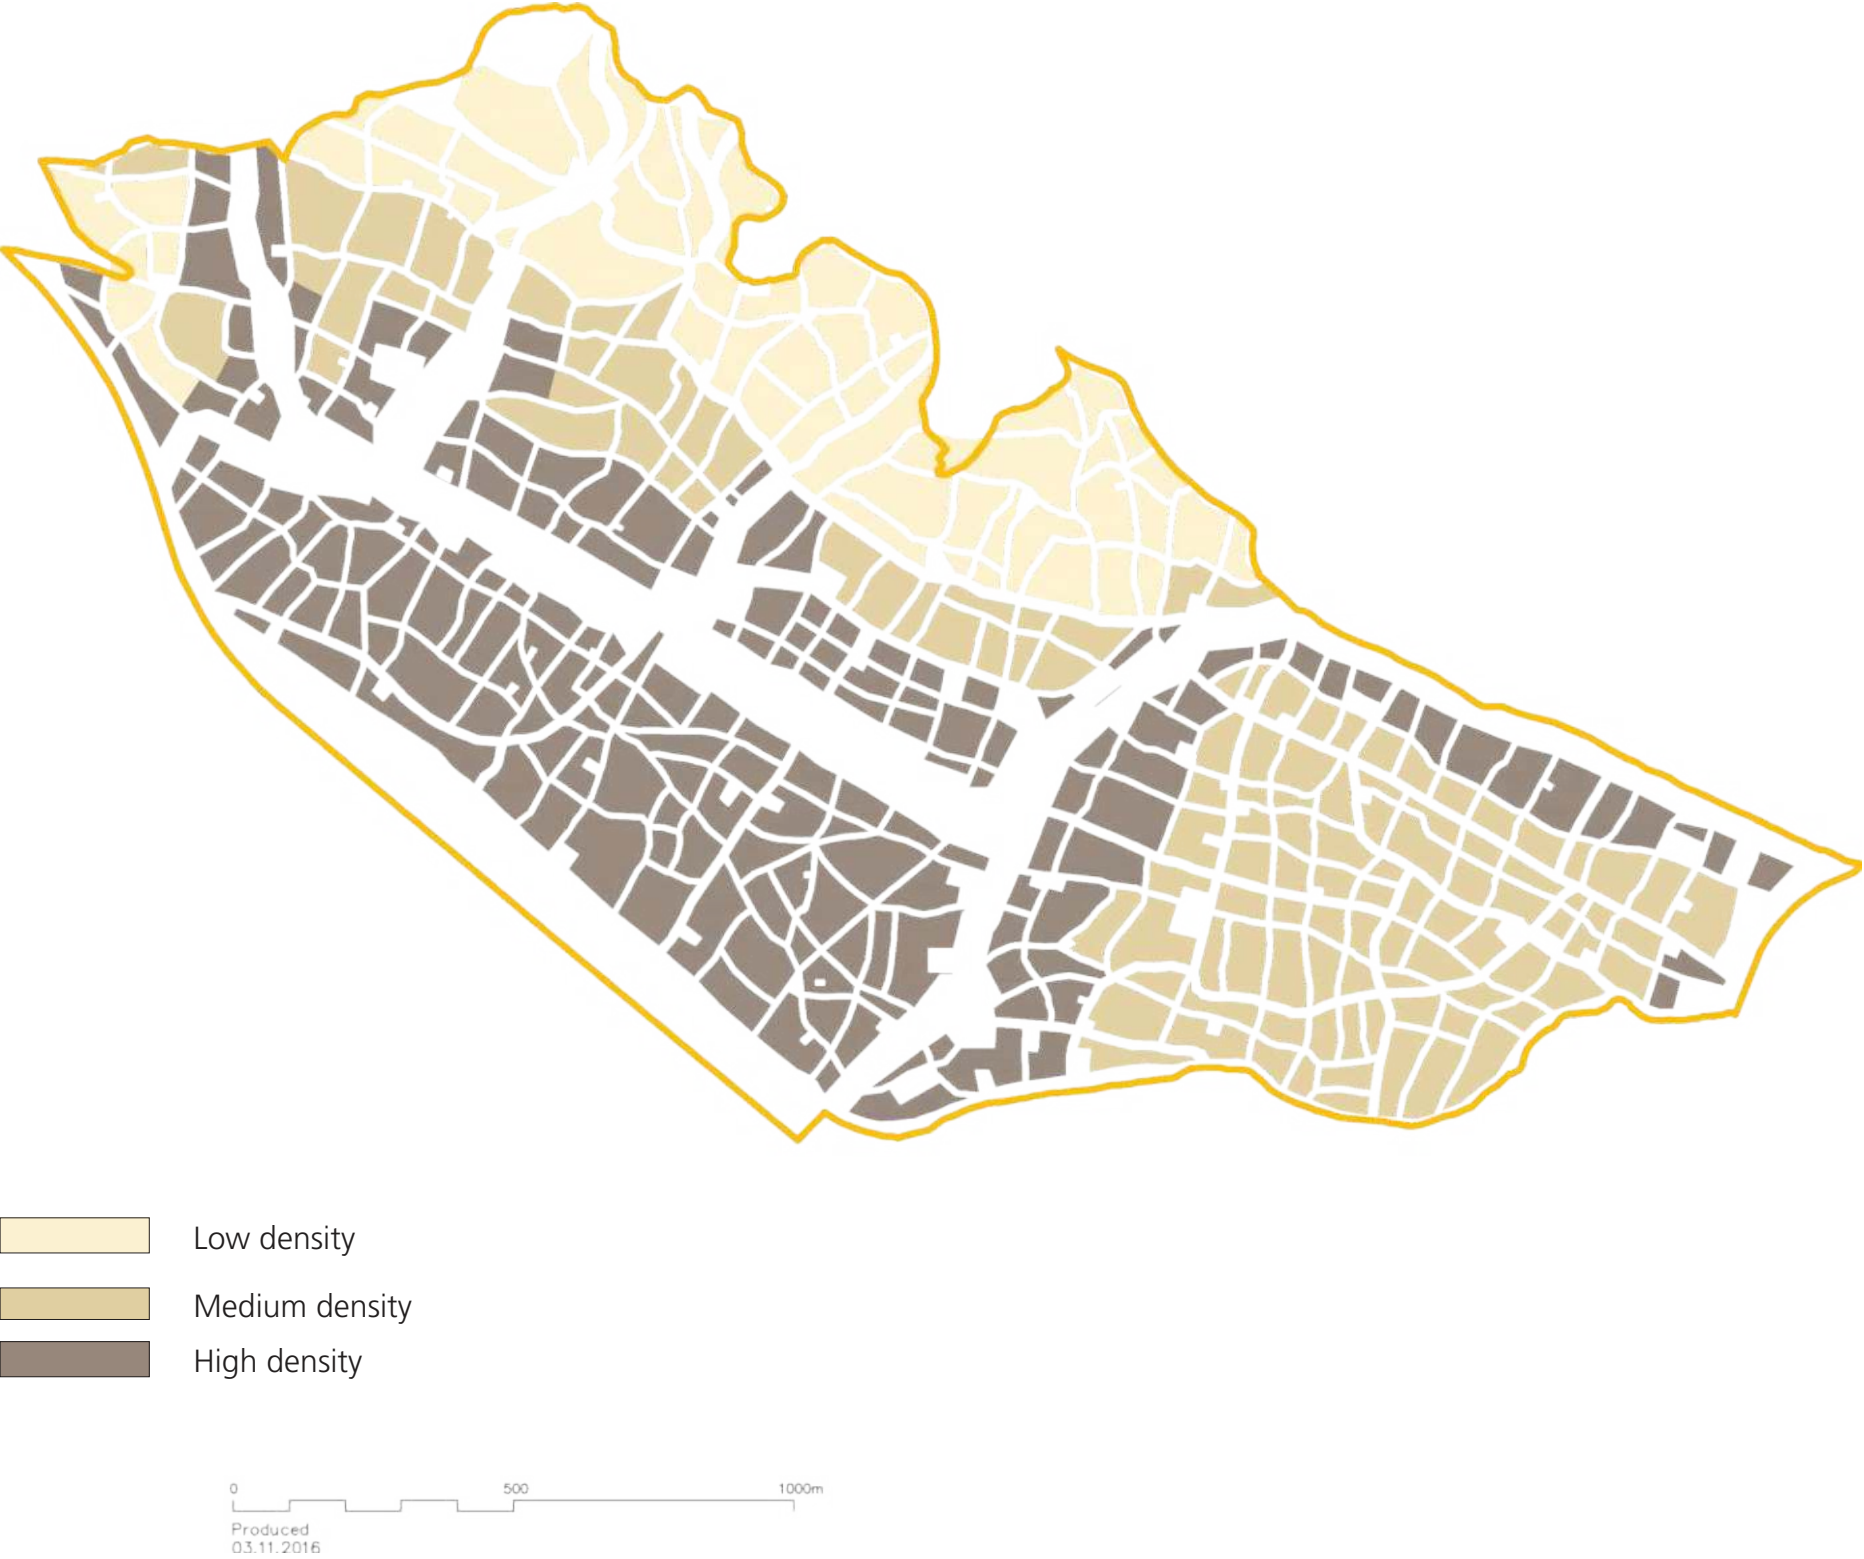 Low density
Medium density
High density
0 500 1000m
Produced
03.11.2016